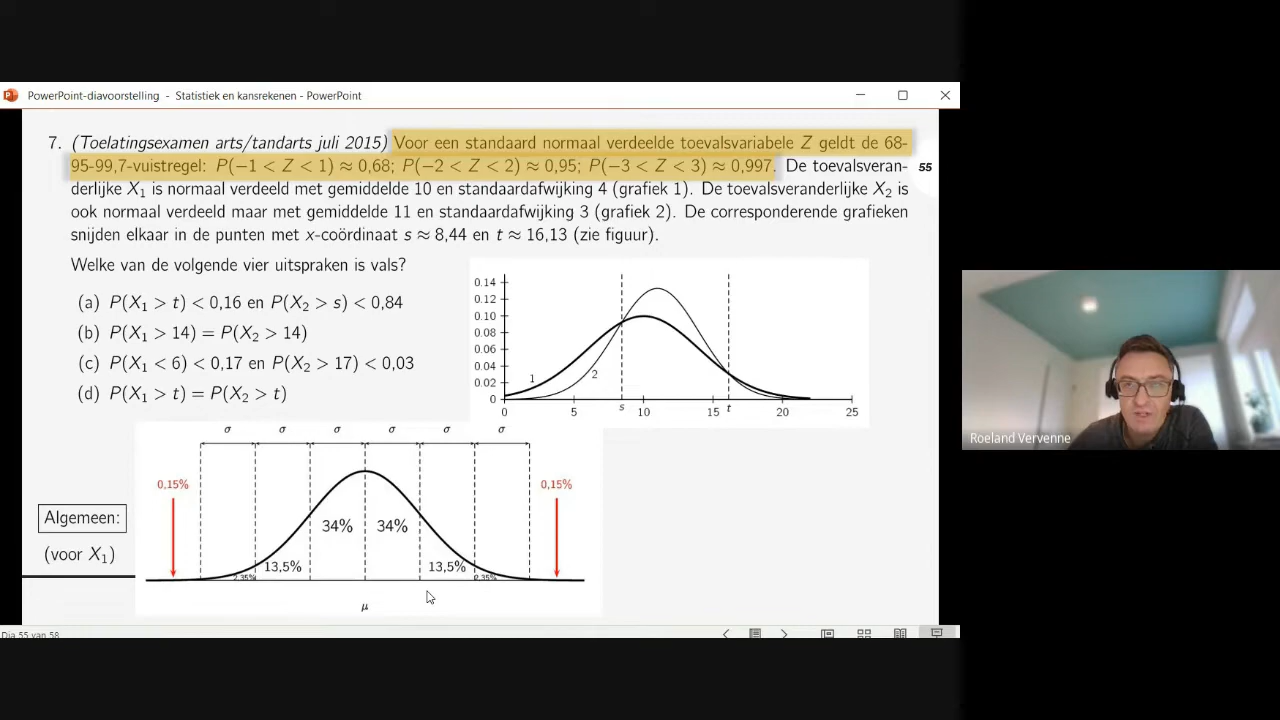 PowerPoint-diavoorstelling - Statistiek en kansrekenen - PowerPoint
7. (Toelatingsexamen arts/tandarts juli 2015) Voor een standaard normaal verdeelde toevalsvariabele Z geldt de 68-
95-99,7-vuistregel: P(−1 < Z < 1) ≈ 0,68; P(−2 < Z < 2) ≈ 0,95; P(−3 < Z < 3) ≈ 0,997. De toevalsveran-
55
derlijke X₁ is normaal verdeeld met gemiddelde 10 en standaardafwijking 4 (grafiek 1). De toevalsveranderlijke X₂ is
ook normaal verdeeld maar met gemiddelde 11 en standaardafwijking 3 (grafiek 2). De corresponderende grafieken
snijden elkaar in de punten met x-coördinaat s ≈ 8,44 en t ≈ 16,13 (zie figuur).
Welke van de volgende vier uitspraken is vals?
(a) P(X₁ > t) < 0,16 en P(X₂ > s) < 0,84
(b) P(X₁ > 14) = P(X₂ > 14)
(c) P(X₁ < 6) < 0,17 en P(X₂ > 17) < 0,03
(d) P(X₁ > t) = P(X₂ > t)
0.14
0.12
0.10
0.08
0.06
0.04
0.02
0
1
2
0 5 s 10 15 t 20 25
σ σ σ σ σ σ
0,15% 0,15%
34% 34%
13,5% 13,5%
2,35% 2,35%
μ
Algemeen:
(voor X₁)
Roeland Vervenne
Dia 55 van 58